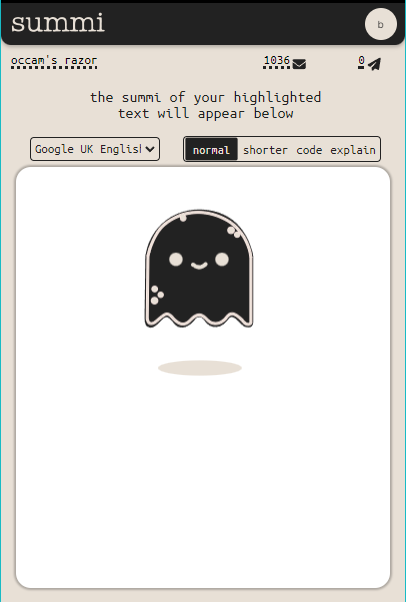 summi
b
occam's razor
1036
0
the summi of your highlighted
text will appear below
Google UK English
normal shorter code explain